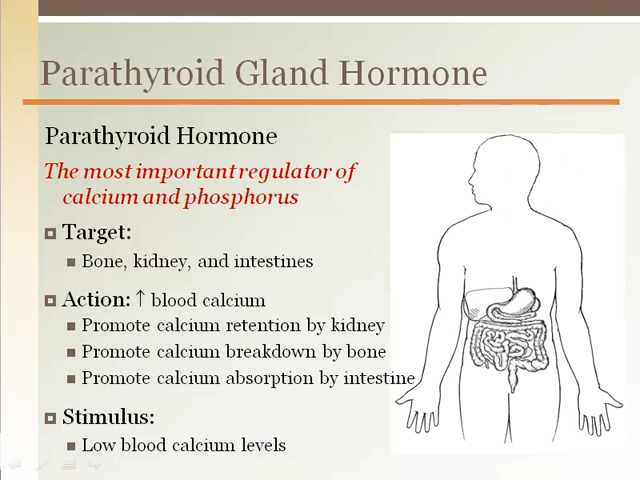 Parathyroid Gland Hormone
Parathyroid Hormone
The most important regulator of
calcium and phosphorus
Target:
Bone, kidney, and intestines
Action: ↑ blood calcium
Promote calcium retention by kidney
Promote calcium breakdown by bone
Promote calcium absorption by intestine
Stimulus:
Low blood calcium levels